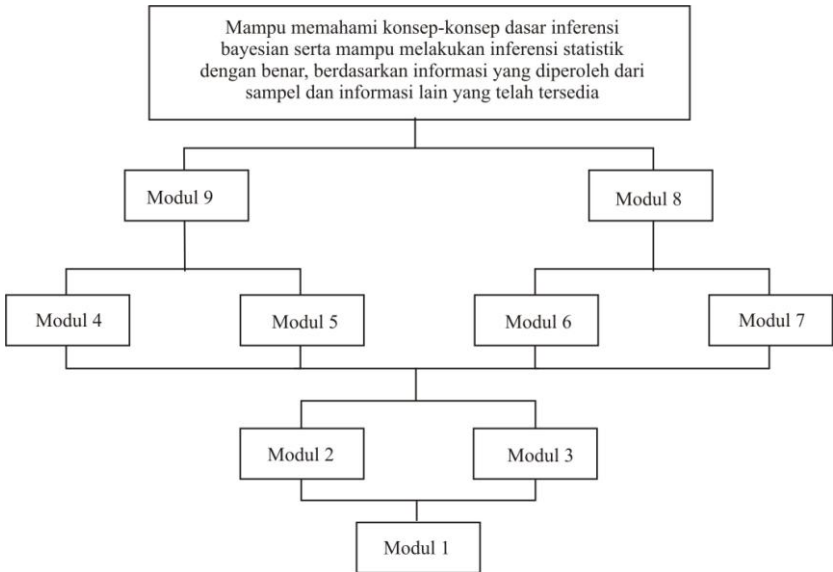 Mampu memahami konsep-konsep dasar inferensi
bayesian serta mampu melakukan inferensi statistik
dengan benar, berdasarkan informasi yang diperoleh dari
sampel dan informasi lain yang telah tersedia
Modul 9
Modul 8
Modul 4
Modul 5
Modul 6
Modul 7
Modul 2
Modul 3
Modul 1